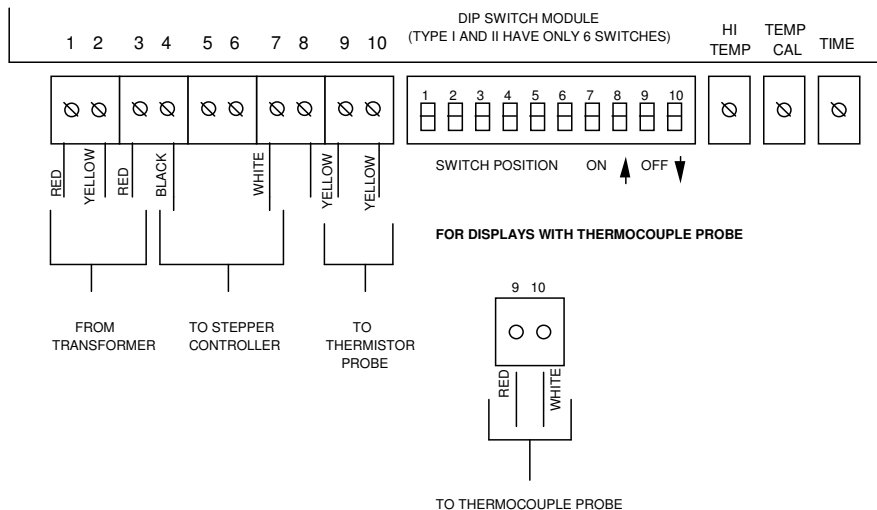 DIP SWITCH MODULE
(TYPE I AND II HAVE ONLY 6 SWITCHES)
HI
TEMP
TEMP
CAL
TIME
1 2 3 4 5 6 7 8 9 10
1 2 3 4 5 6 7 8 9 10
RED
YELLOW
RED
BLACK
WHITE
YELLOW
YELLOW
SWITCH POSITION ON OFF
FOR DISPLAYS WITH THERMOCOUPLE PROBE
FROM
TRANSFORMER
TO STEPPER
CONTROLLER
TO
THERMISTOR
PROBE
9 10
RED
WHITE
TO THERMOCOUPLE PROBE